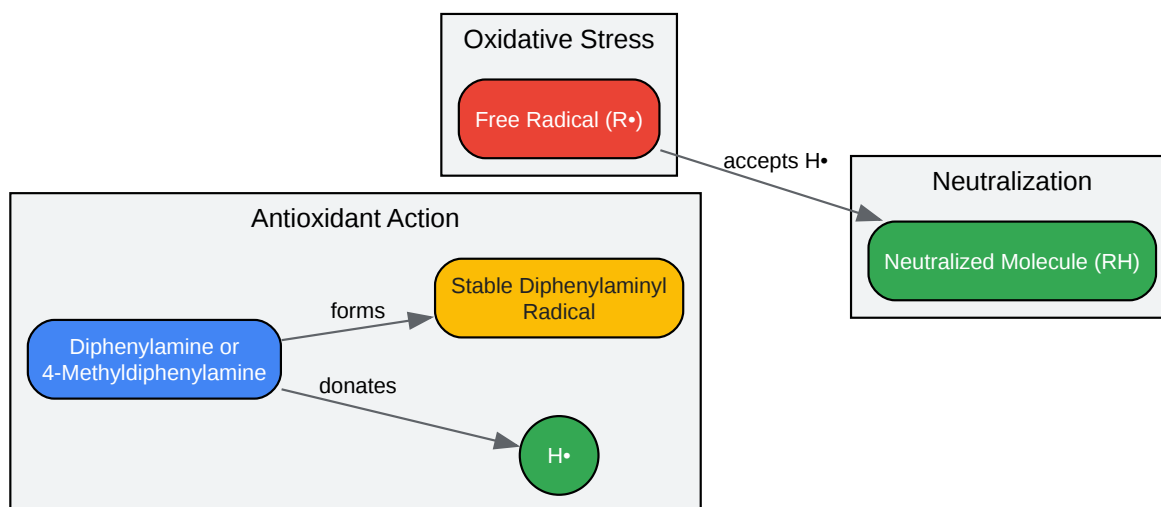 Oxidative Stress
Free Radical (R•)
accepts H•
Neutralization
Neutralized Molecule (RH)
Antioxidant Action
Stable Diphenylaminyl
Radical
forms
Diphenylamine or
4-Methyldiphenylamine
donates
H•